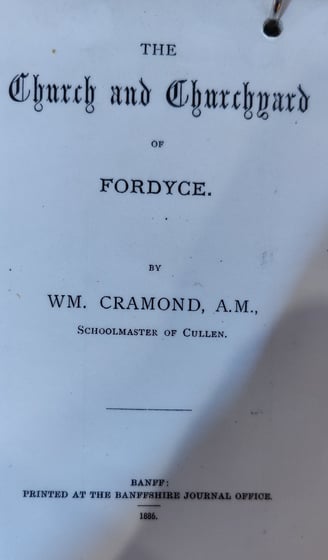 THE
Church and Churchyard
OF
FORDYCE.
BY
WM. CRAMOND, A.M.,
SCHOOLMASTER OF CULLEN.
BANFF:
PRINTED AT THE BANFFSHIRE JOURNAL OFFICE.
1886.